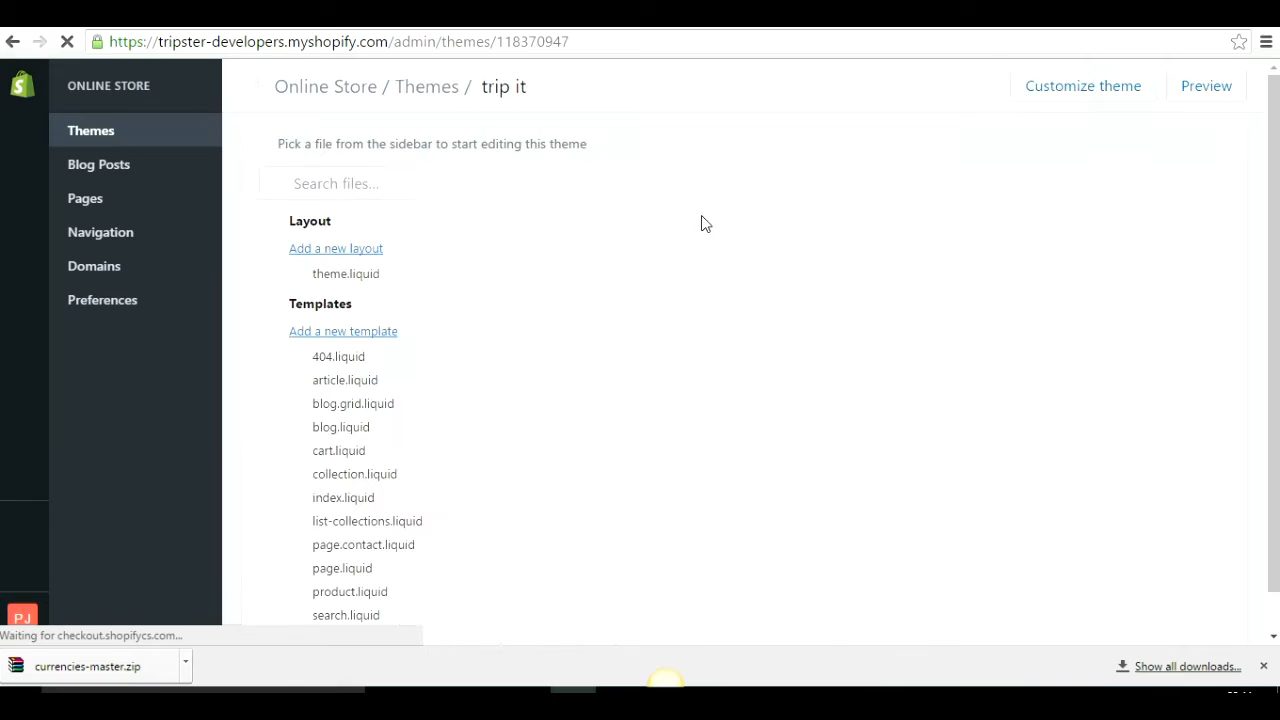 https://tripster-developers.myshopify.com/admin/themes/118370947
ONLINE STORE
Online Store / Themes / trip it
Customize theme
Preview
Themes
Blog Posts
Pages
Navigation
Domains
Preferences
Pick a file from the sidebar to start editing this theme
Search files...
Layout
Add a new layout
theme.liquid
Templates
Add a new template
404.liquid
article.liquid
blog.grid.liquid
blog.liquid
cart.liquid
collection.liquid
index.liquid
list-collections.liquid
page.contact.liquid
page.liquid
product.liquid
search.liquid
PJ
Waiting for checkout.shopifycs.com...
currencies-master.zip
Show all downloads...